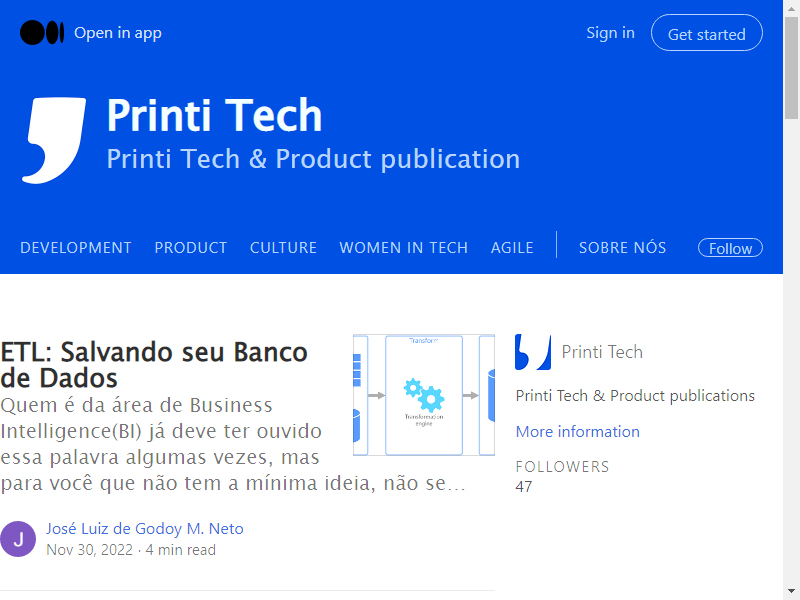 Open in app
Sign in
Get started
Printi Tech
Printi Tech & Product publication
DEVELOPMENT
PRODUCT
CULTURE
WOMEN IN TECH
AGILE
SOBRE NÓS
Follow
ETL: Salvando seu Banco
de Dados
Quem é da área de Business
Intelligence(BI) já deve ter ouvido
essa palavra algumas vezes, mas
para você que não tem a mínima ideia, não se…
Transform
Transformation
engine
J
José Luiz de Godoy M. Neto
Nov 30, 2022 · 4 min read
Printi Tech
Printi Tech & Product publications
More information
FOLLOWERS
47